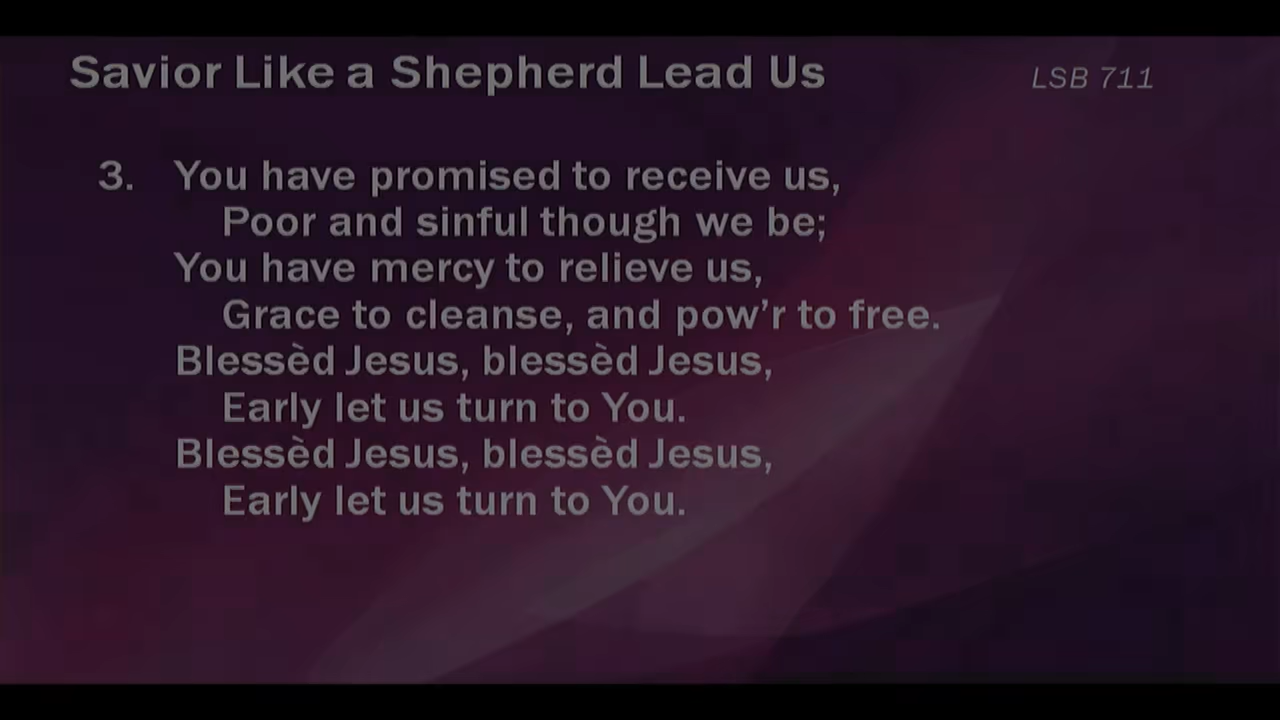 Savior Like a Shepherd Lead Us LSB 711
3. You have promised to receive us,
Poor and sinful though we be;
You have mercy to relieve us,
Grace to cleanse, and pow’r to free.
Blessèd Jesus, blessèd Jesus,
Early let us turn to You.
Blessèd Jesus, blessèd Jesus,
Early let us turn to You.